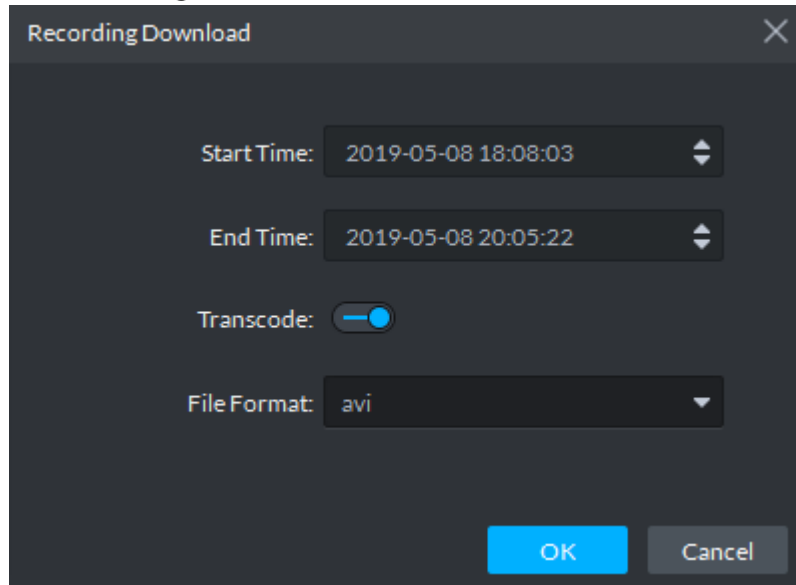 Recording Download
Start Time: 2019-05-08 18:08:03
End Time: 2019-05-08 20:05:22
Transcode:
File Format: avi
OK Cancel